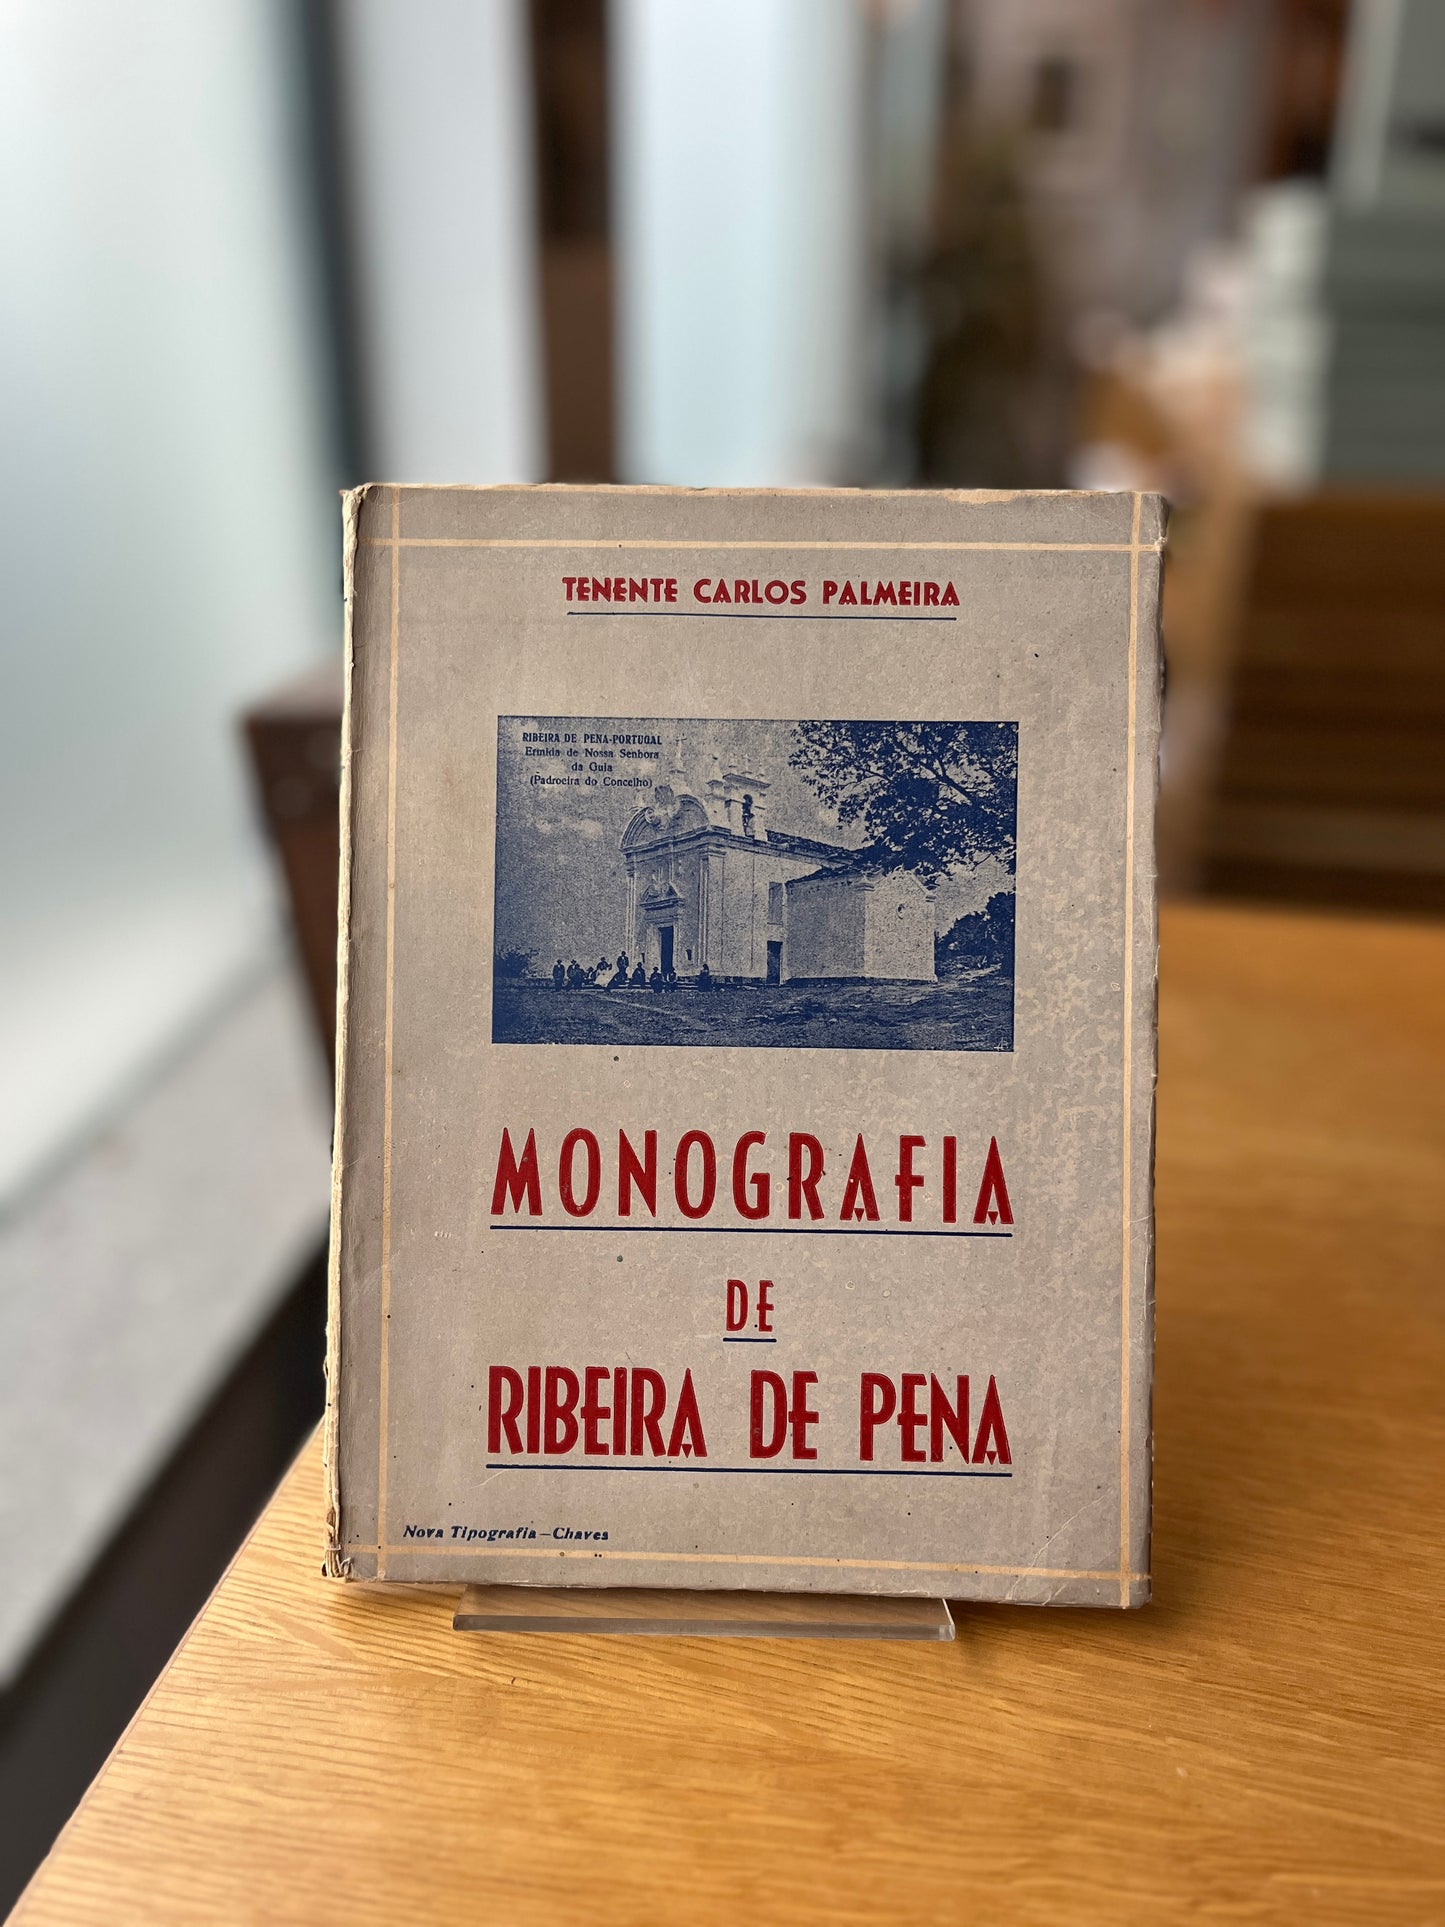 TENENTE CARLOS PALMEIRA
RIBEIRA DE PENA-PORTUGAL
Ermida de Nossa Senhora
da Guia
(Padroeira do Concelho)
MONOGRAFIA
DE
RIBEIRA DE PENA
Nova Tipografia—Chaves